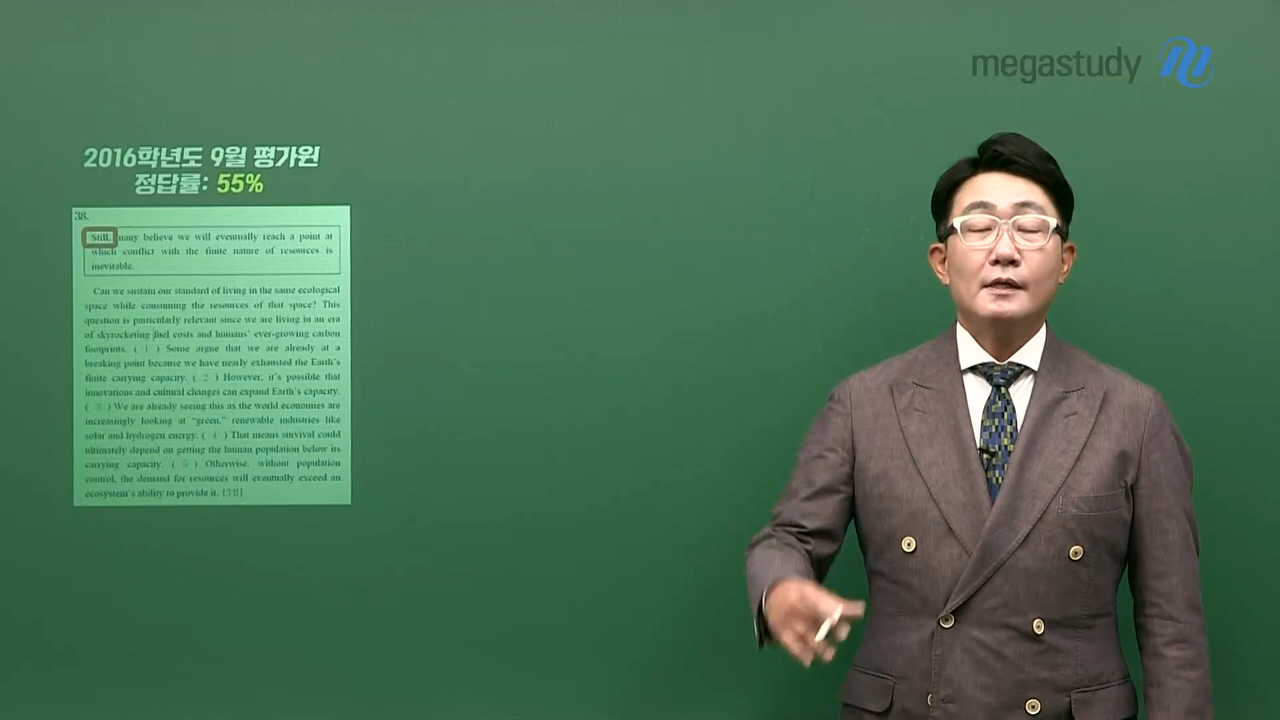 megastudy
2016학년도 9월 평가원
정답률: 55%
38.
Still, many believe we will eventually reach a point at
which conflict with the finite nature of resources is
inevitable.
Can we sustain our standard of living in the same ecological
space while consuming the resources of that space? This
question is particularly relevant since we are living in an era
of skyrocketing fuel costs and humans' ever-growing carbon
footprints. ( 1 ) Some argue that we are already at a
breaking point because we have nearly exhausted the Earth's
finite carrying capacity. ( 2 ) However, it's possible that
innovations and cultural changes can expand Earth's capacity.
( 3 ) We are already seeing this as the world economies are
increasingly looking at "green," renewable industries like
solar and hydrogen energy. ( 4 ) That means survival could
ultimately depend on getting the human population below its
carrying capacity. ( 5 ) Otherwise, without population
control, the demand for resources will eventually exceed an
ecosystem's ability to provide it. [3점]